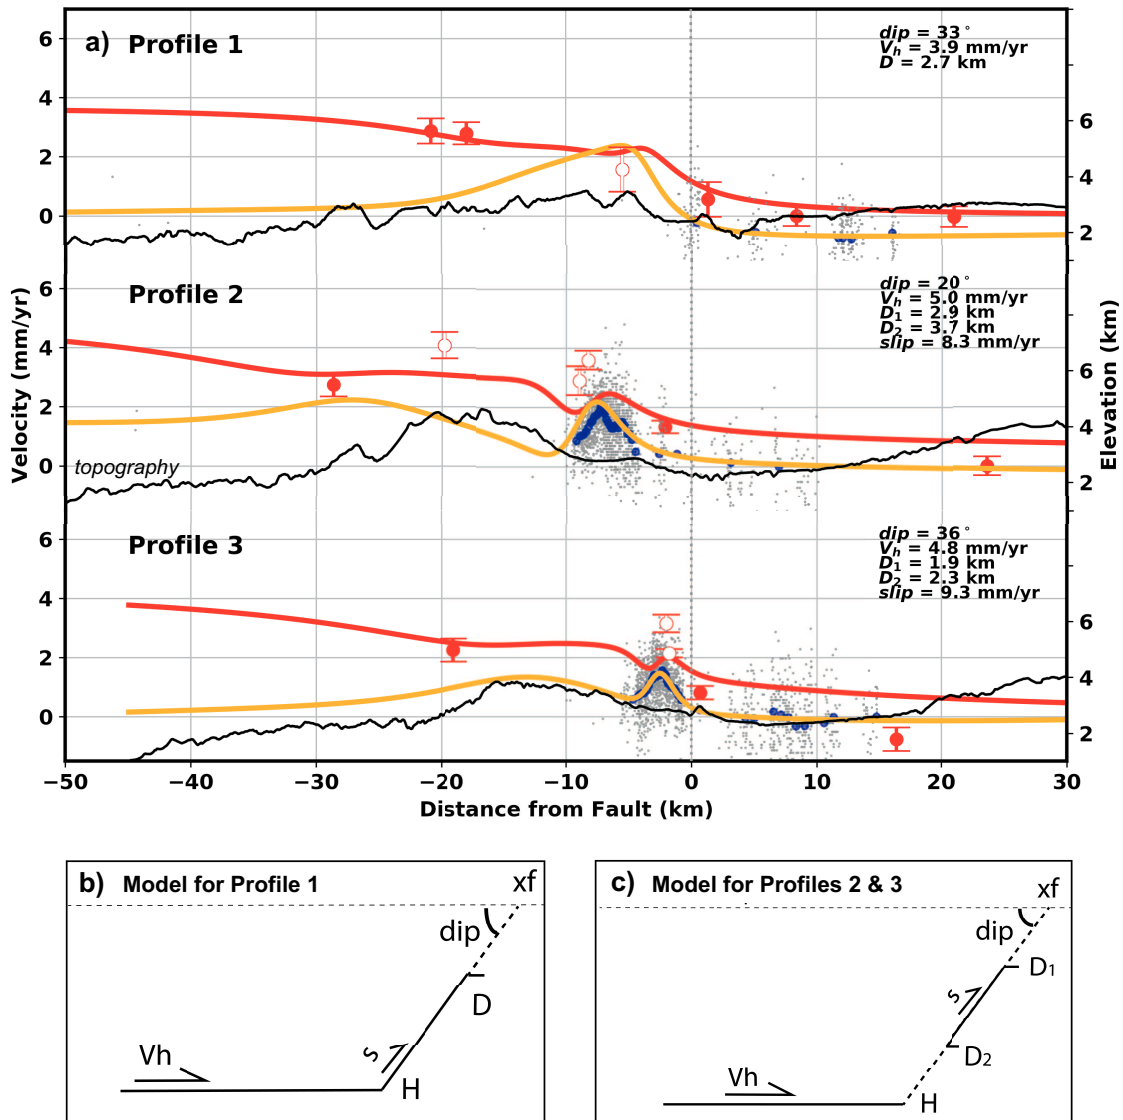 a) Profile 1
dip = 33°
Vh = 3.9 mm/yr
D = 2.7 km
6
4
2
0
6
4
2
Profile 2
dip = 20°
Vh = 5.0 mm/yr
D1 = 2.9 km
D2 = 3.7 km
slip = 8.3 mm/yr
6
4
2
0
6
4
2
topography
Velocity (mm/yr)
Elevation (km)
Profile 3
dip = 36°
Vh = 4.8 mm/yr
D1 = 1.9 km
D2 = 2.3 km
slip = 9.3 mm/yr
6
4
2
0
6
4
2
−50 −40 −30 −20 −10 0 10 20 30
Distance from Fault (km)
b) Model for Profile 1
xf
dip
D
s
Vh
H
c) Model for Profiles 2 & 3
xf
dip
D1
s
D2
Vh
H